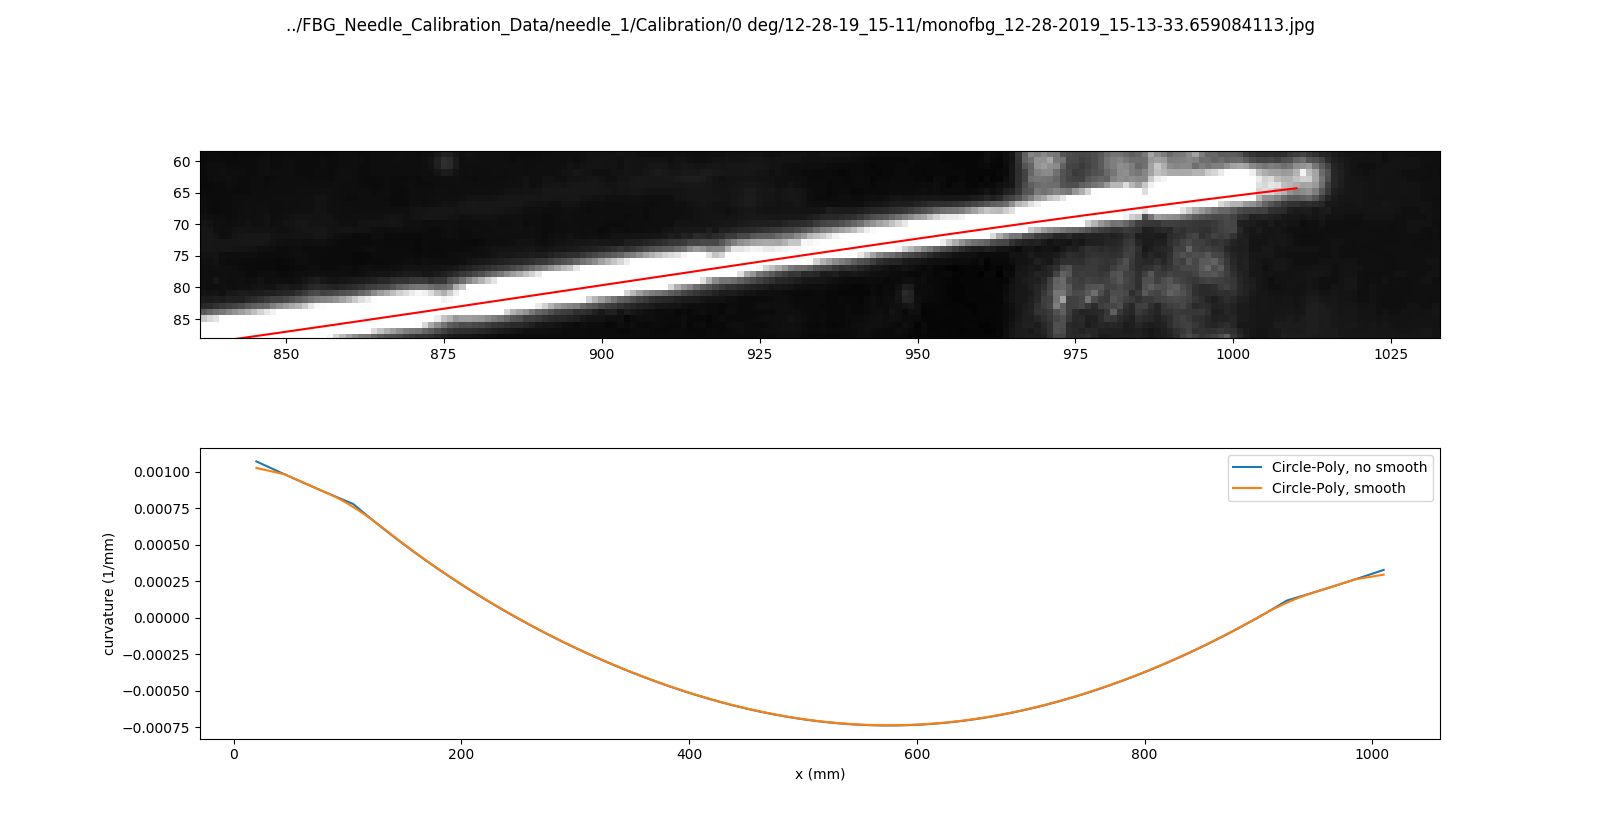 ../FBG_Needle_Calibration_Data/needle_1/Calibration/0 deg/12-28-19_15-11/monofbg_12-28-2019_15-13-33.659084113.jpg
60
65
70
75
80
85
850 875 900 925 950 975 1000 1025
Circle-Poly, no smooth
Circle-Poly, smooth
curvature (1/mm)
0.00100
0.00075
0.00050
0.00025
0.00000
−0.00025
−0.00050
−0.00075
0 200 400 600 800 1000
x (mm)